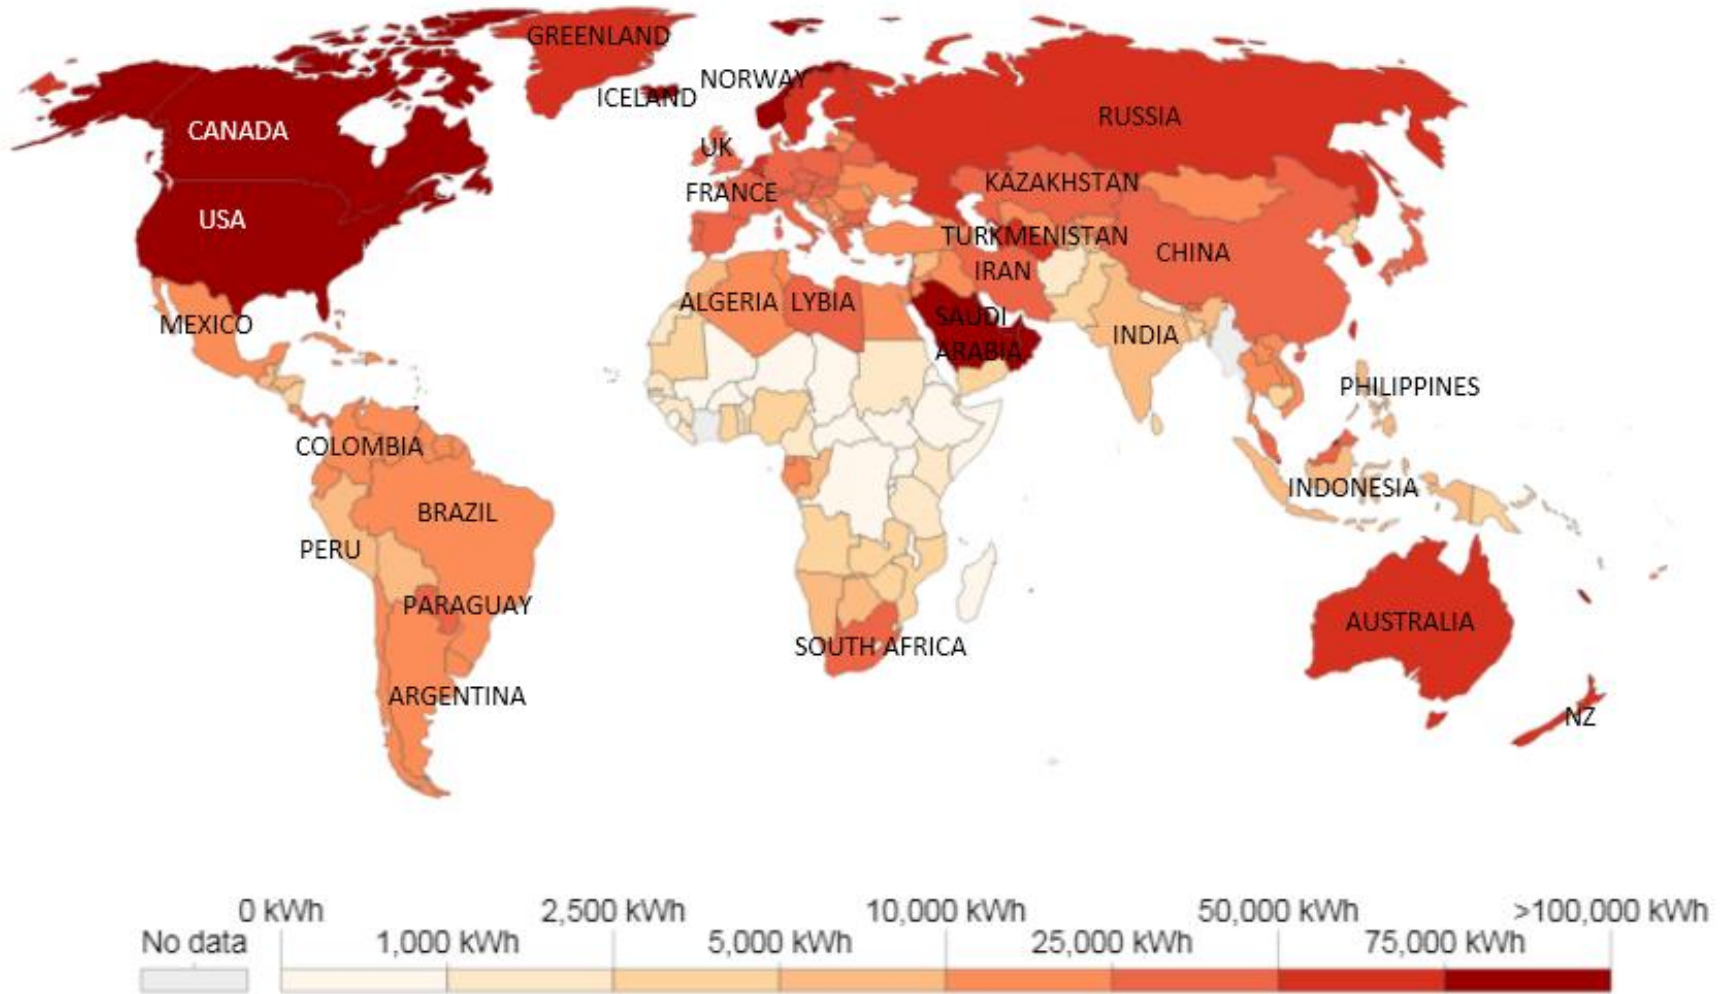 GREENLAND
ICELAND
NORWAY
CANADA
RUSSIA
UK
USA
FRANCE
KAZAKHSTAN
TURKMENISTAN
CHINA
IRAN
ALGERIA
LYBIA
SAUDI
ARABIA
MEXICO
INDIA
PHILIPPINES
COLOMBIA
INDONESIA
BRAZIL
PERU
PARAGUAY
SOUTH AFRICA
AUSTRALIA
ARGENTINA
NZ
0 kWh 2,500 kWh 10,000 kWh 50,000 kWh >100,000 kWh
No data 1,000 kWh 5,000 kWh 25,000 kWh 75,000 kWh